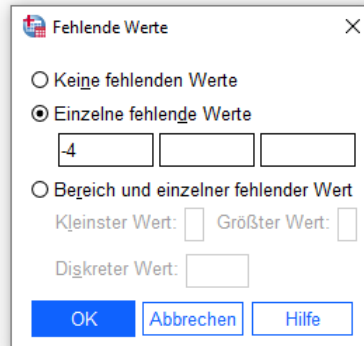 Fehlende Werte
Keine fehlenden Werte
Einzelne fehlende Werte
-4
Bereich und einzelner fehlender Wert
Kleinster Wert: Größter Wert:
Diskreter Wert:
OK Abbrechen Hilfe